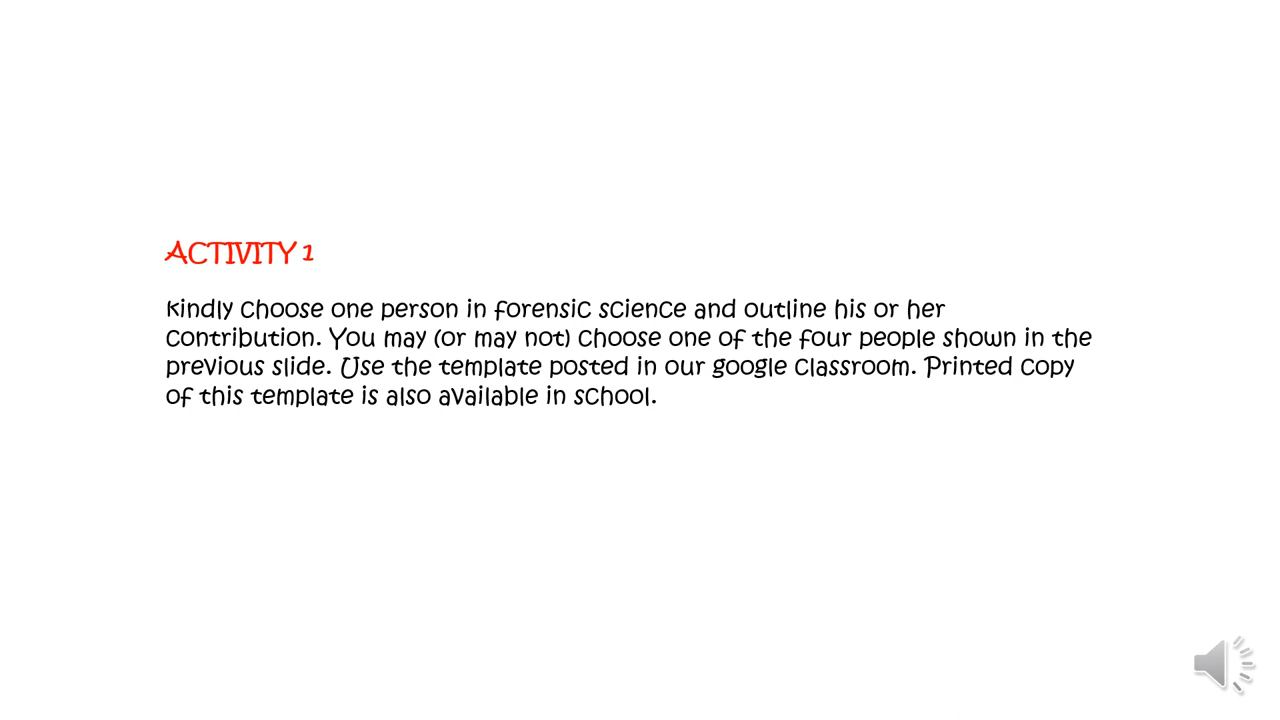 ACTIVITY 1
kindly choose one person in forensic science and outline his or her
contribution. You may (or may not) choose one of the four people shown in the
previous slide. Use the template posted in our google classroom. Printed copy
of this template is also available in school.